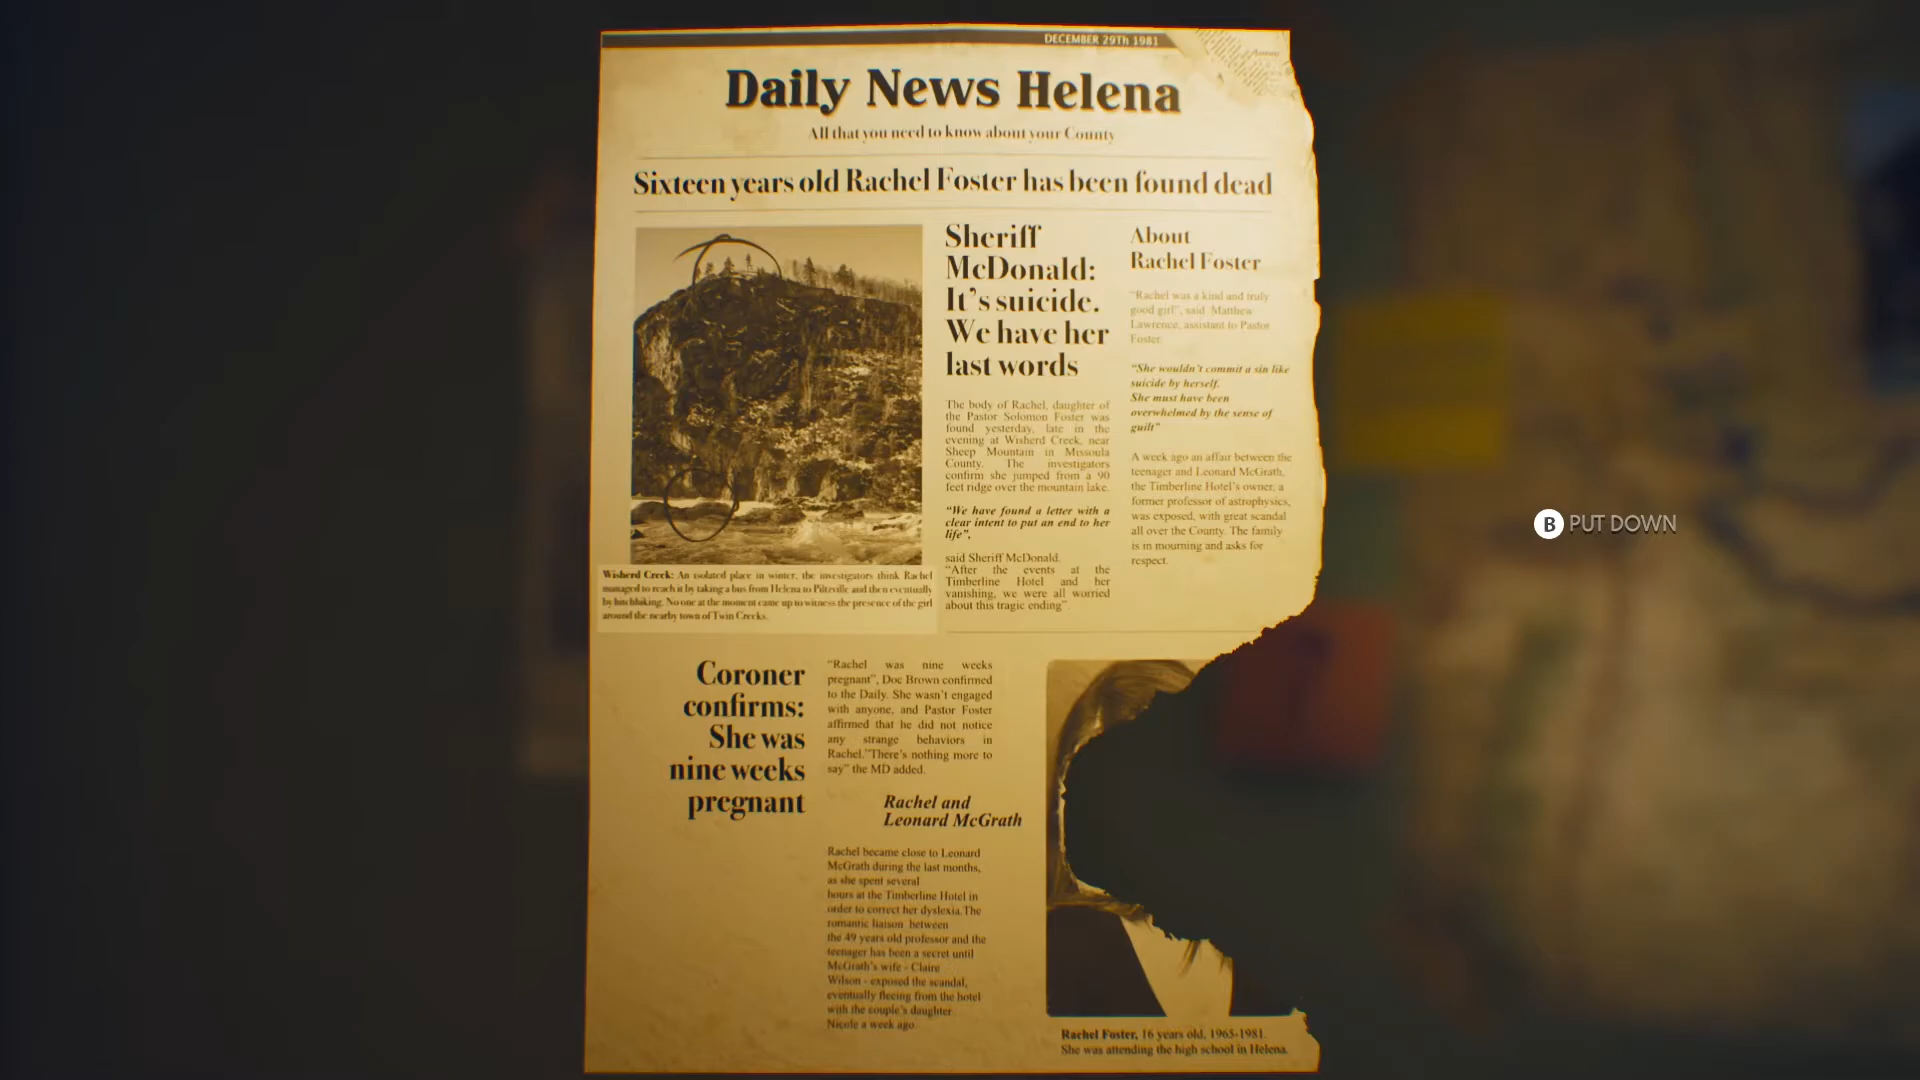 DECEMBER 29Th 1981
Daily News Helena
All that you need to know about your County
Sixteen years old Rachel Foster has been found dead
Sheriff
McDonald:
It's suicide.
We have her
last words
The body of Rachel, daughter of
the Pastor Solomon Foster was
found yesterday, late in the
evening at Wisherd Creek, near
Sheep Mountain in Missoula
County. The investigators
confirm she jumped from a 90
feet ridge over the mountain lake.
"We have found a letter with a
clear intent to put an end to her
life",
said Sheriff McDonald.
"After the events at the
Timberline Hotel and her
vanishing, we were all worried
about this tragic ending"
About
Rachel Foster
"Rachel was a kind and truly
good girl", said Matthew
Lawrence, assistant to Pastor
Foster.
"She wouldn't commit a sin like
suicide by herself.
She must have been
overwhelmed by the sense of
guilt"
A week ago an affair between the
teenager and Leonard McGrath,
the Timberline Hotel's owner, a
former professor of astrophysics,
was exposed, with great scandal
all over the County. The family
is in mourning and asks for
respect.
Wisherd Creek: An isolated place in winter, the investigators think Rachel
managed to reach it by taking a bus from Helena to Piltzville and then eventually
by hitchhiking. No one at the moment came up to witness the presence of the girl
around the nearby town of Twin Creeks.
Coroner
confirms:
She was
nine weeks
pregnant
"Rachel was nine weeks
pregnant", Doc Brown confirmed
to the Daily. She wasn't engaged
with anyone, and Pastor Foster
affirmed that he did not notice
any strange behaviors in
Rachel."There's nothing more to
say" the MD added.
Rachel and
Leonard McGrath
Rachel became close to Leonard
McGrath during the last months,
as she spent several
hours at the Timberline Hotel in
order to correct her dyslexia.The
romantic liaison between
the 49 years old professor and the
teenager has been a secret until
McGrath's wife - Claire
Wilson - exposed the scandal,
eventually fleeing from the hotel
with the couple's daughter
Nicole a week ago.
Rachel Foster, 16 years old, 1965-1981.
She was attending the high school in Helena.
B PUT DOWN